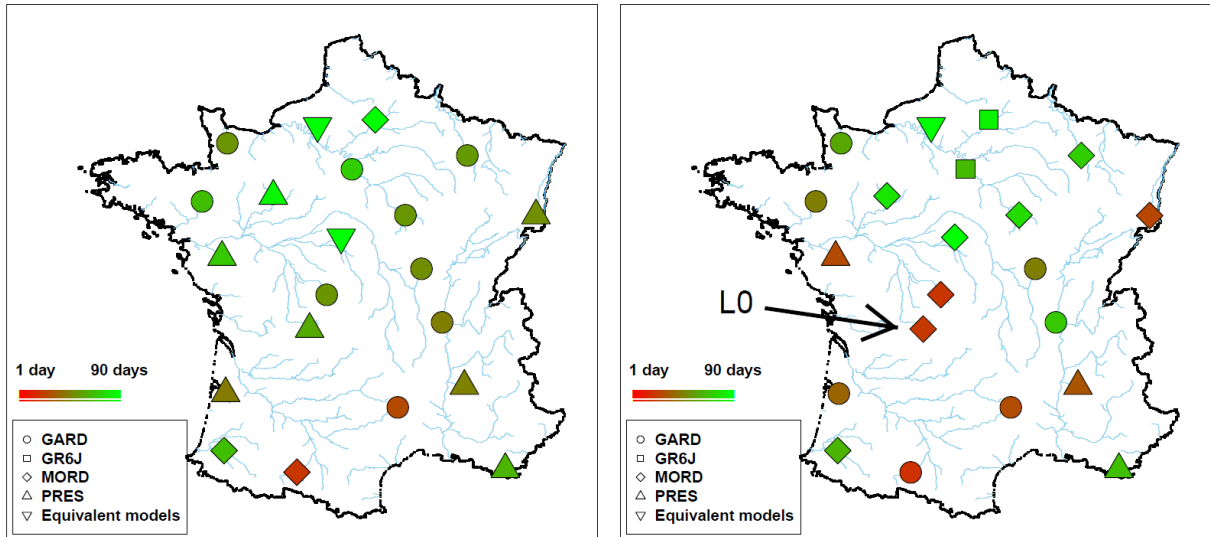 1 day 90 days
GARD
GR6J
MORD
PRES
Equivalent models
L0
1 day 90 days
GARD
GR6J
MORD
PRES
Equivalent models